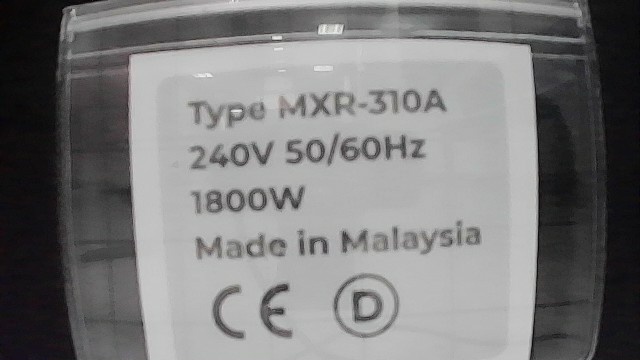 Type MXR-310A
240V 50/60Hz
1800W
Made in Malaysia
CE D